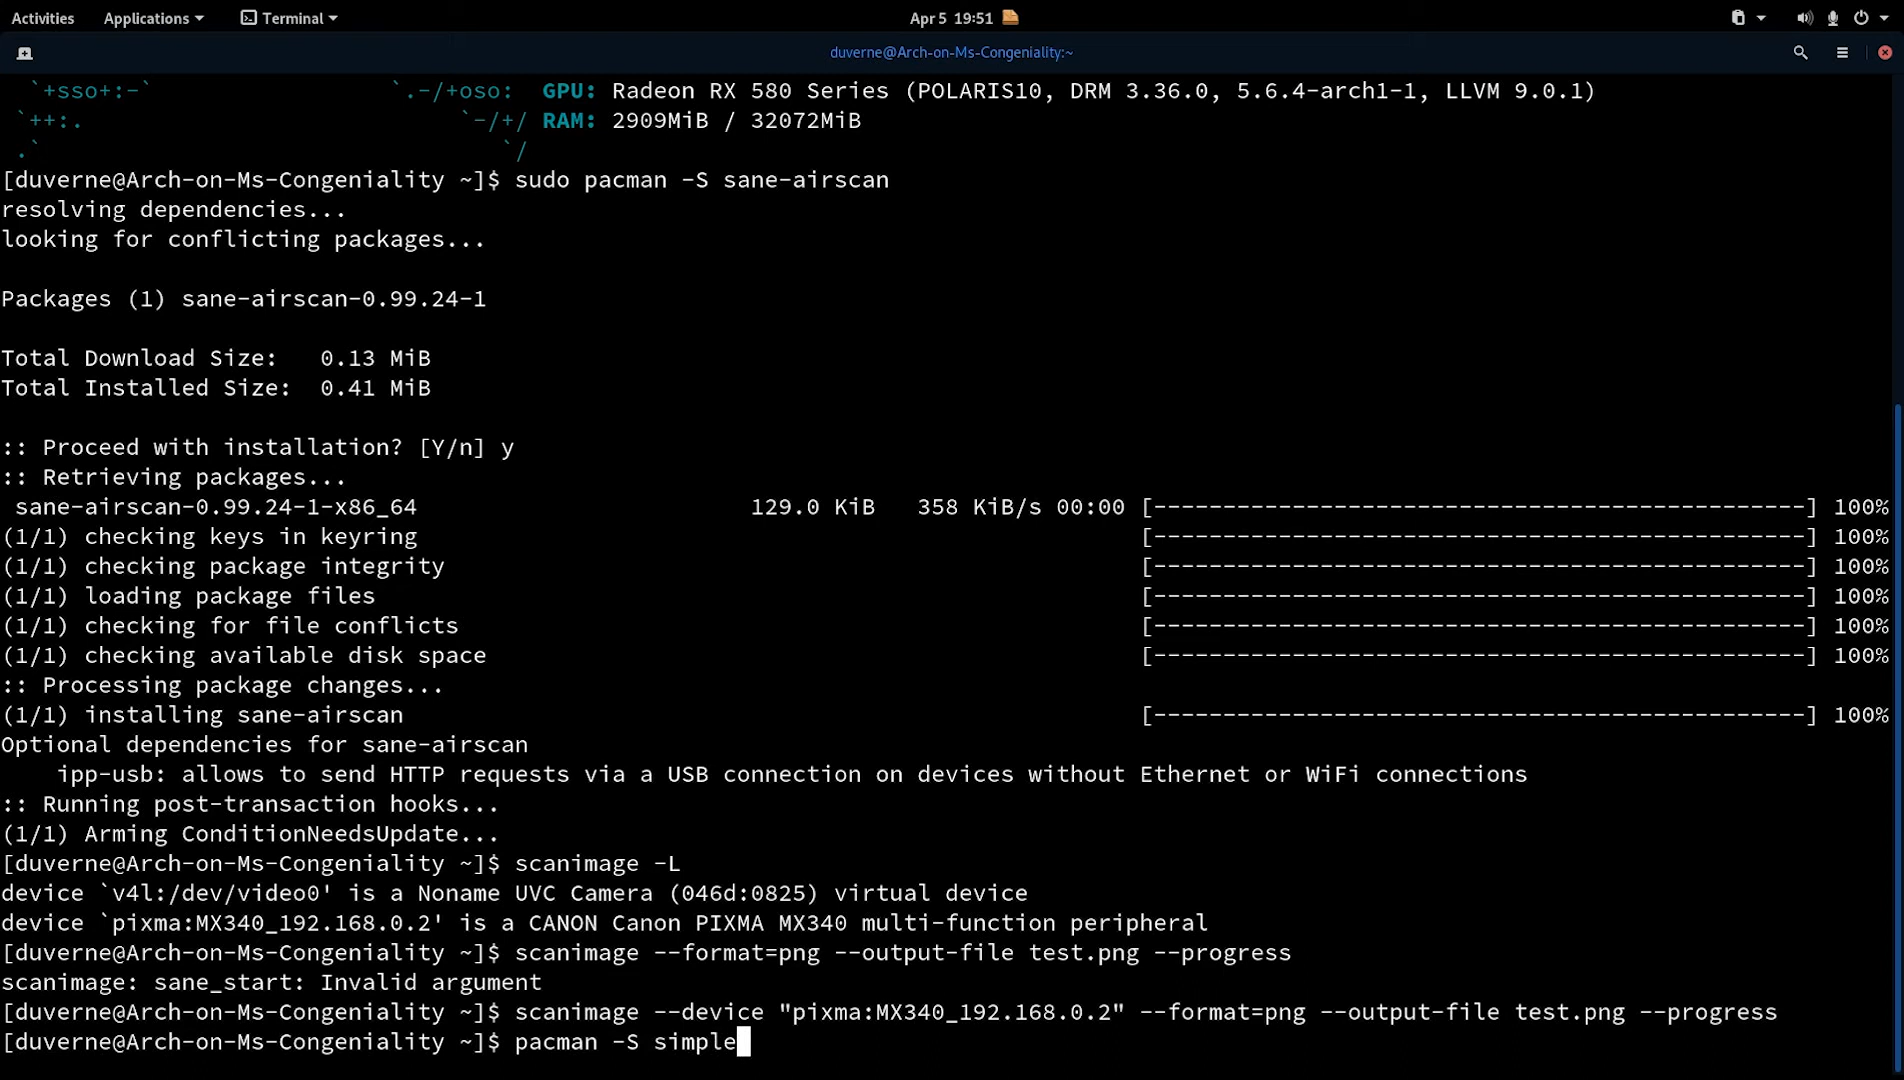 Activities Applications Terminal Apr 5 19:51
duverne@Arch-on-Ms-Congeniality:~
`+sso+:-` `.-/+oso: GPU: Radeon RX 580 Series (POLARIS10, DRM 3.36.0, 5.6.4-arch1-1, LLVM 9.0.1)
`++:. `-/+/ RAM: 2909MiB / 32072MiB
.` `/
[duverne@Arch-on-Ms-Congeniality ~]$ sudo pacman -S sane-airscan
resolving dependencies...
looking for conflicting packages...
Packages (1) sane-airscan-0.99.24-1
Total Download Size: 0.13 MiB
Total Installed Size: 0.41 MiB
:: Proceed with installation? [Y/n] y
:: Retrieving packages...
sane-airscan-0.99.24-1-x86_64 129.0 KiB 358 KiB/s 00:00 [-----------------------------------------------] 100%
(1/1) checking keys in keyring [-----------------------------------------------] 100%
(1/1) checking package integrity [-----------------------------------------------] 100%
(1/1) loading package files [-----------------------------------------------] 100%
(1/1) checking for file conflicts [-----------------------------------------------] 100%
(1/1) checking available disk space [-----------------------------------------------] 100%
:: Processing package changes...
(1/1) installing sane-airscan [-----------------------------------------------] 100%
Optional dependencies for sane-airscan
ipp-usb: allows to send HTTP requests via a USB connection on devices without Ethernet or WiFi connections
:: Running post-transaction hooks...
(1/1) Arming ConditionNeedsUpdate...
[duverne@Arch-on-Ms-Congeniality ~]$ scanimage -L
device `v4l:/dev/video0' is a Noname UVC Camera (046d:0825) virtual device
device `pixma:MX340_192.168.0.2' is a CANON Canon PIXMA MX340 multi-function peripheral
[duverne@Arch-on-Ms-Congeniality ~]$ scanimage --format=png --output-file test.png --progress
scanimage: sane_start: Invalid argument
[duverne@Arch-on-Ms-Congeniality ~]$ scanimage --device "pixma:MX340_192.168.0.2" --format=png --output-file test.png --progress
[duverne@Arch-on-Ms-Congeniality ~]$ pacman -S simple